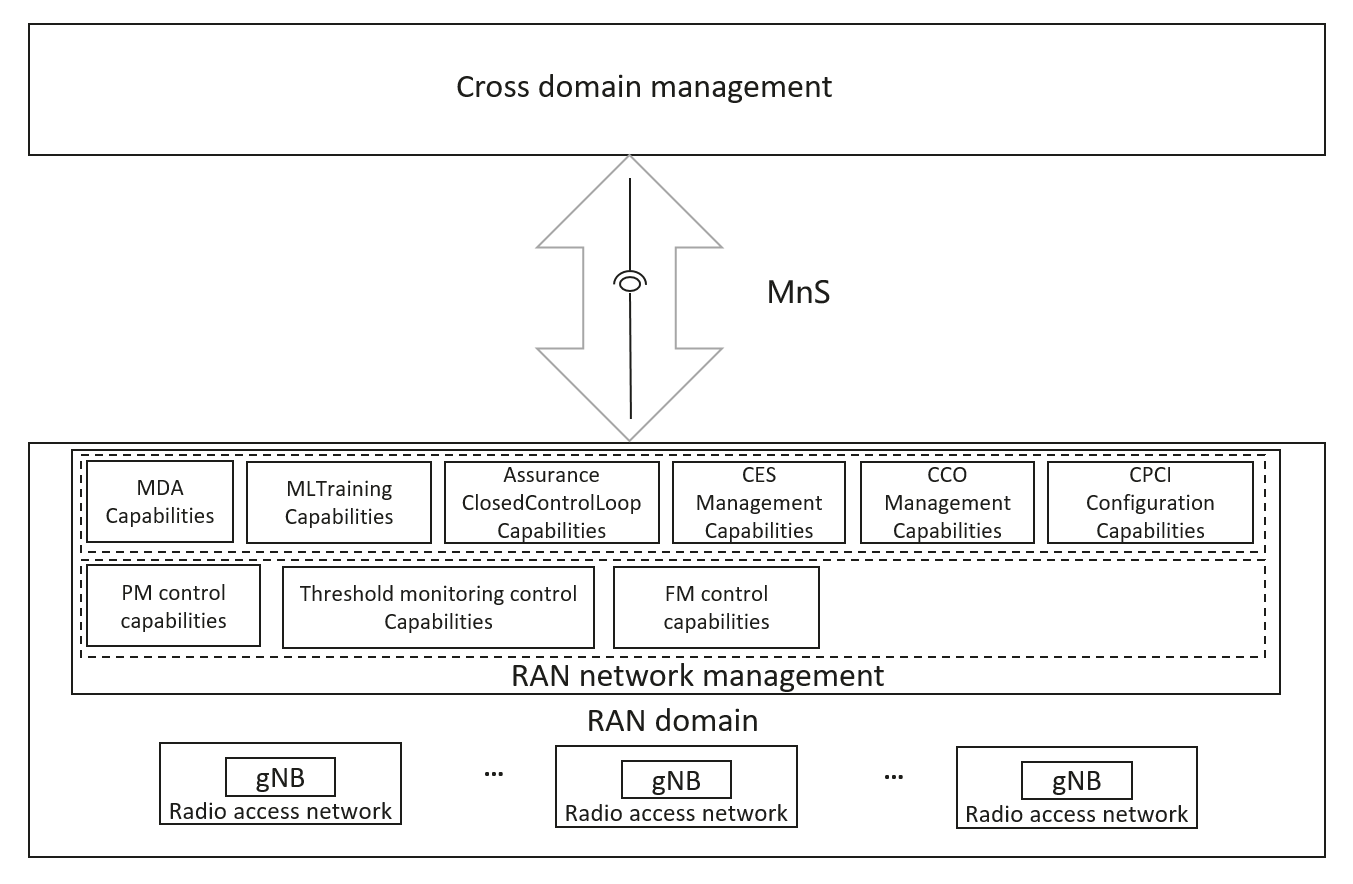 Cross domain management
MnS
MDA
Capabilities
MLTraining
Capabilities
Assurance
ClosedControlLoop
Capabilities
CES
Management
Capabilities
CCO
Management
Capabilities
CPCI
Configuration
Capabilities
PM control
capabilities
Threshold monitoring control
Capabilities
FM control
capabilities
RAN network management
RAN domain
gNB
Radio access network
...
gNB
Radio access network
...
gNB
Radio access network